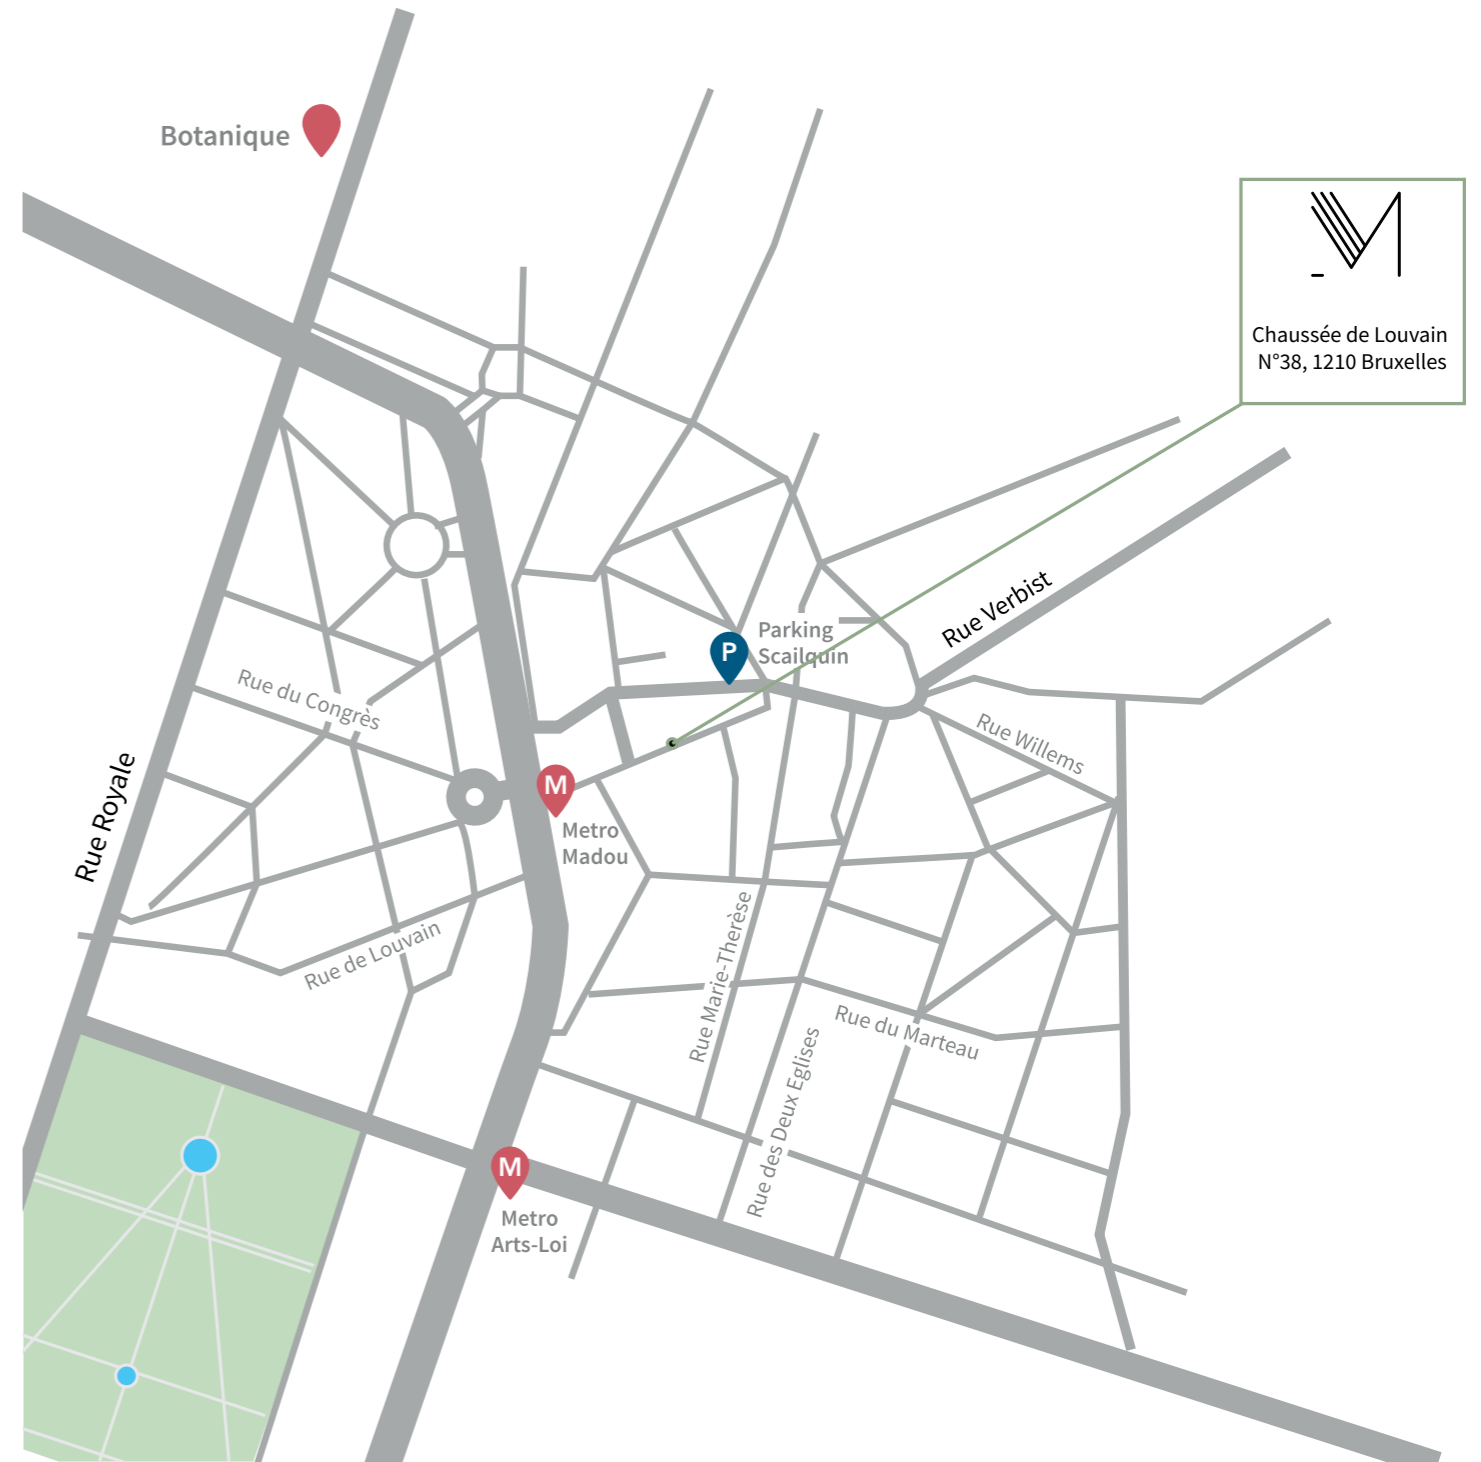 Botanique
Chaussée de Louvain
N°38, 1210 Bruxelles
Rue Verbist
P
Parking
Scailquin
Rue du Congrès
Rue Willems
Rue Royale
M
Metro
Madou
Rue de Louvain
Rue Marie-Therèse
Rue du Marteau
Rue des Deux Eglises
M
Metro
Arts-Loi